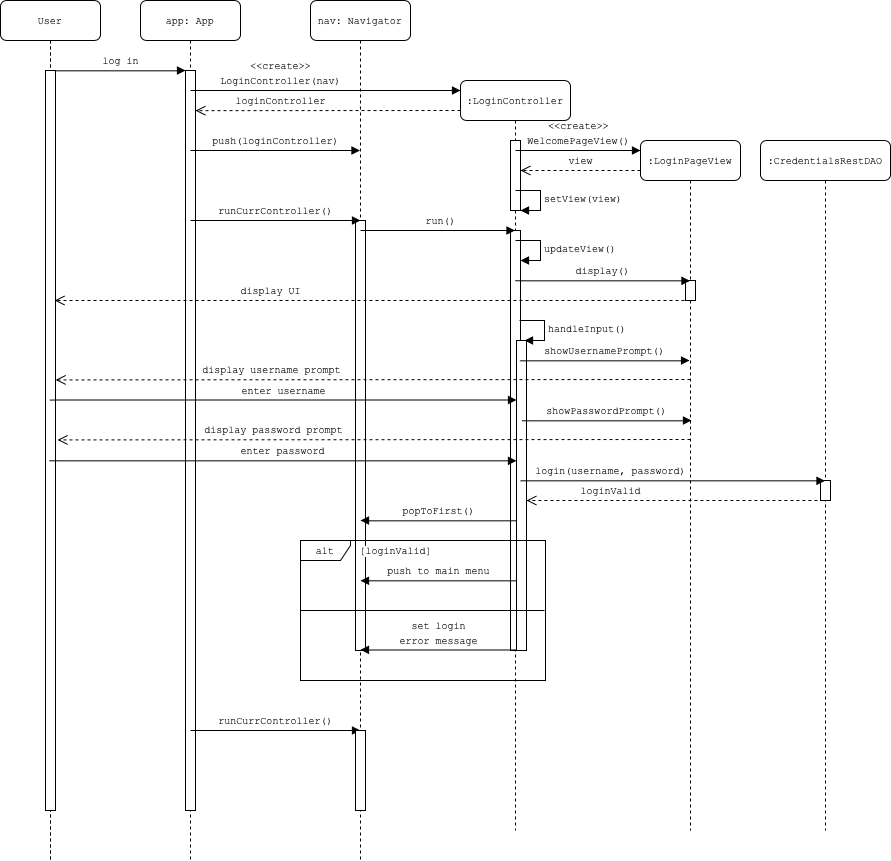 User
app: App
nav: Navigator
log in
<<create>>
LoginController(nav)
loginController
:LoginController
<<create>>
push(loginController)
WelcomePageView()
view
:LoginPageView
:CredentialsRestDAO
setView(view)
runCurrController()
run()
updateView()
display()
display UI
handleInput()
showUsernamePrompt()
display username prompt
enter username
showPasswordPrompt()
display password prompt
enter password
login(username, password)
loginValid
popToFirst()
alt
[loginValid]
push to main menu
set login
error message
runCurrController()